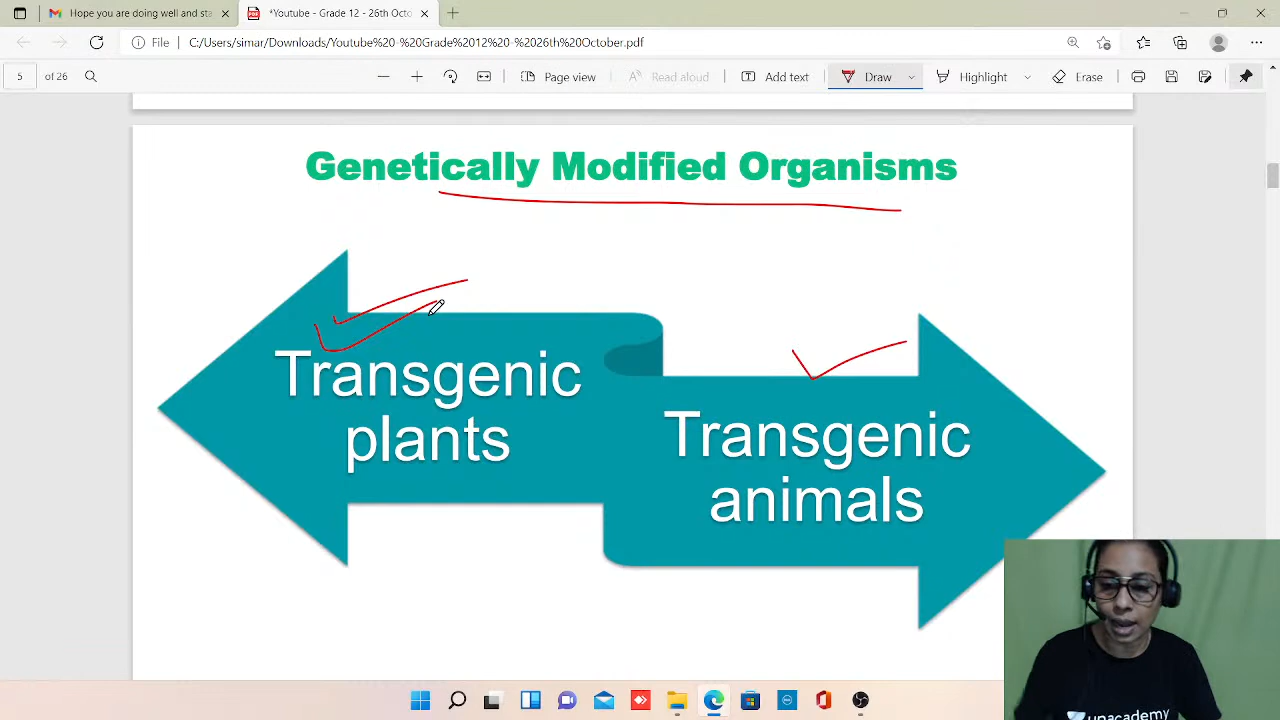 Hope you are doing well and sta
*Youtube - Grade 12 - 26th Octo
File
C:/Users/simar/Downloads/Youtube%20-%20Grade%2012%20-%2026th%20October.pdf
5 of 26
Page view
Read aloud
Add text
Draw
Highlight
Erase
Genetically Modified Organisms
Transgenic
plants
Transgenic
animals
unacademy